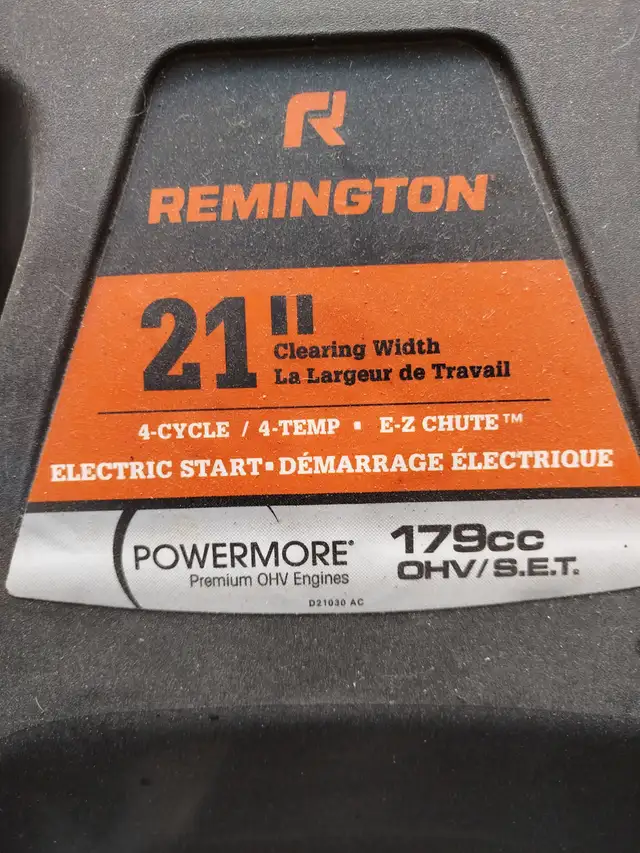 REMINGTON
21"
Clearing Width
La Largeur de Travail
4-CYCLE / 4-TEMP ▪ E-Z CHUTE™
ELECTRIC START▪DÉMARRAGE ÉLECTRIQUE
POWERMORE®
Premium OHV Engines
179cc
OHV/S.E.T.
D21030 AC